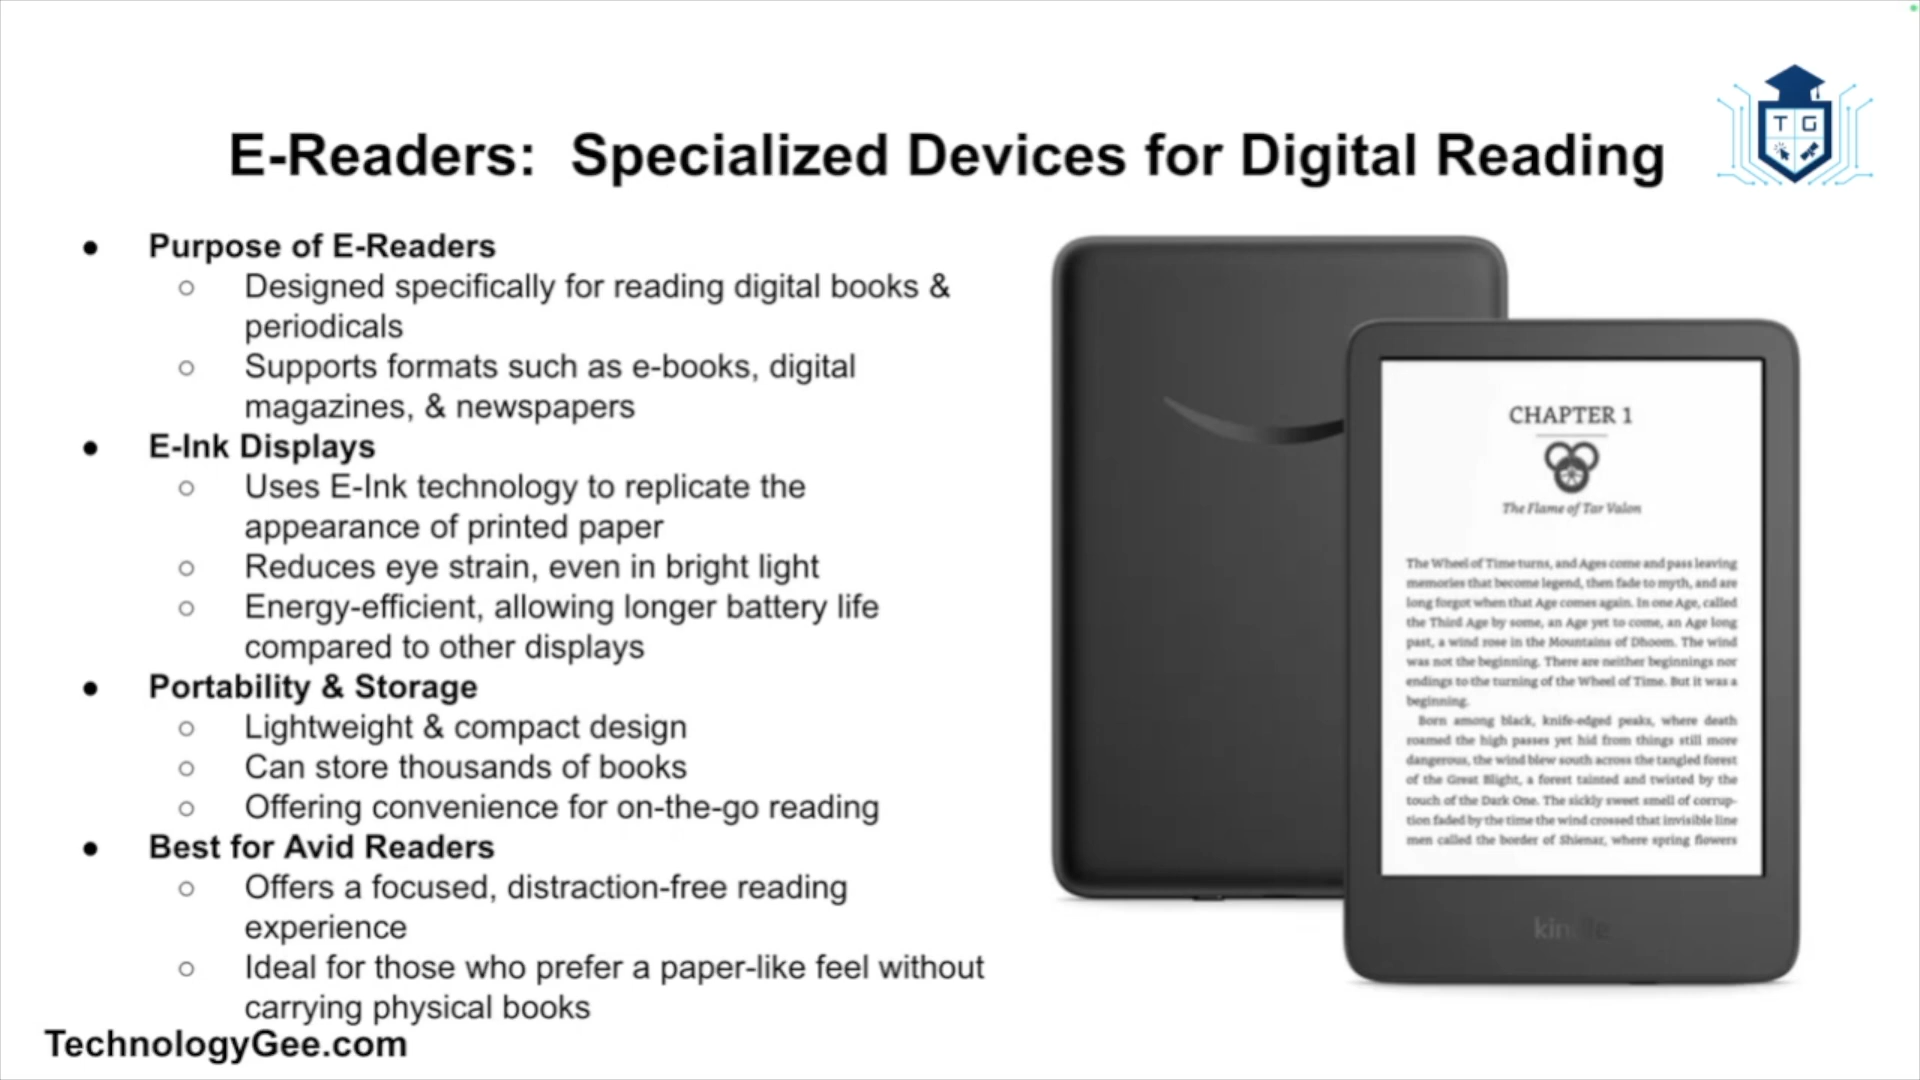 E-Readers: Specialized Devices for Digital Reading
T G
● Purpose of E-Readers
○ Designed specifically for reading digital books &
periodicals
○ Supports formats such as e-books, digital
magazines, & newspapers
● E-Ink Displays
○ Uses E-Ink technology to replicate the
appearance of printed paper
○ Reduces eye strain, even in bright light
○ Energy-efficient, allowing longer battery life
compared to other displays
● Portability & Storage
○ Lightweight & compact design
○ Can store thousands of books
○ Offering convenience for on-the-go reading
● Best for Avid Readers
○ Offers a focused, distraction-free reading
experience
○ Ideal for those who prefer a paper-like feel without
carrying physical books
TechnologyGee.com
CHAPTER 1
The Flame of Tar Valon
The Wheel of Time turns, and Ages come and pass leaving
memories that become legend, then fade to myth, and are
long forgot when that Age comes again. In one Age, called
the Third Age by some, an Age yet to come, an Age long
past, a wind rose in the Mountains of Dhoom. The wind
was not the beginning. There are neither beginnings nor
endings to the turning of the Wheel of Time. But it was a
beginning.
Born among black, knife-edged peaks, where death
roamed the high passes yet hid from things still more
dangerous, the wind blew south across the tangled forest
of the Great Blight, a forest tainted and twisted by the
touch of the Dark One. The sickly sweet smell of corrup-
tion faded by the time the wind crossed that invisible line
men called the border of Shienar, where spring flowers
kindle